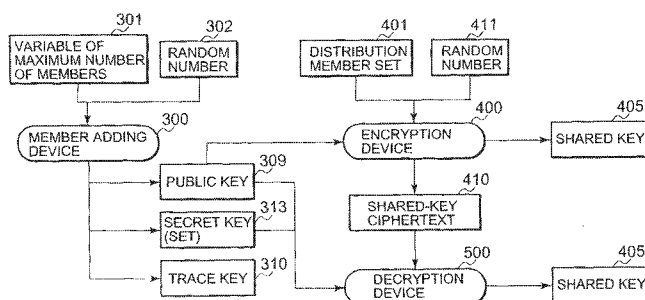 301
VARIABLE OF
MAXIMUM NUMBER
OF MEMBERS
302
RANDOM
NUMBER
401
DISTRIBUTION
MEMBER SET
411
RANDOM
NUMBER
300
MEMBER ADDING
DEVICE
400
ENCRYPTION
DEVICE
405
SHARED KEY
309
PUBLIC KEY
410
SHARED-KEY
CIPHERTEXT
313
SECRET KEY
(SET)
310
TRACE KEY
500
DECRYPTION
DEVICE
405
SHARED KEY